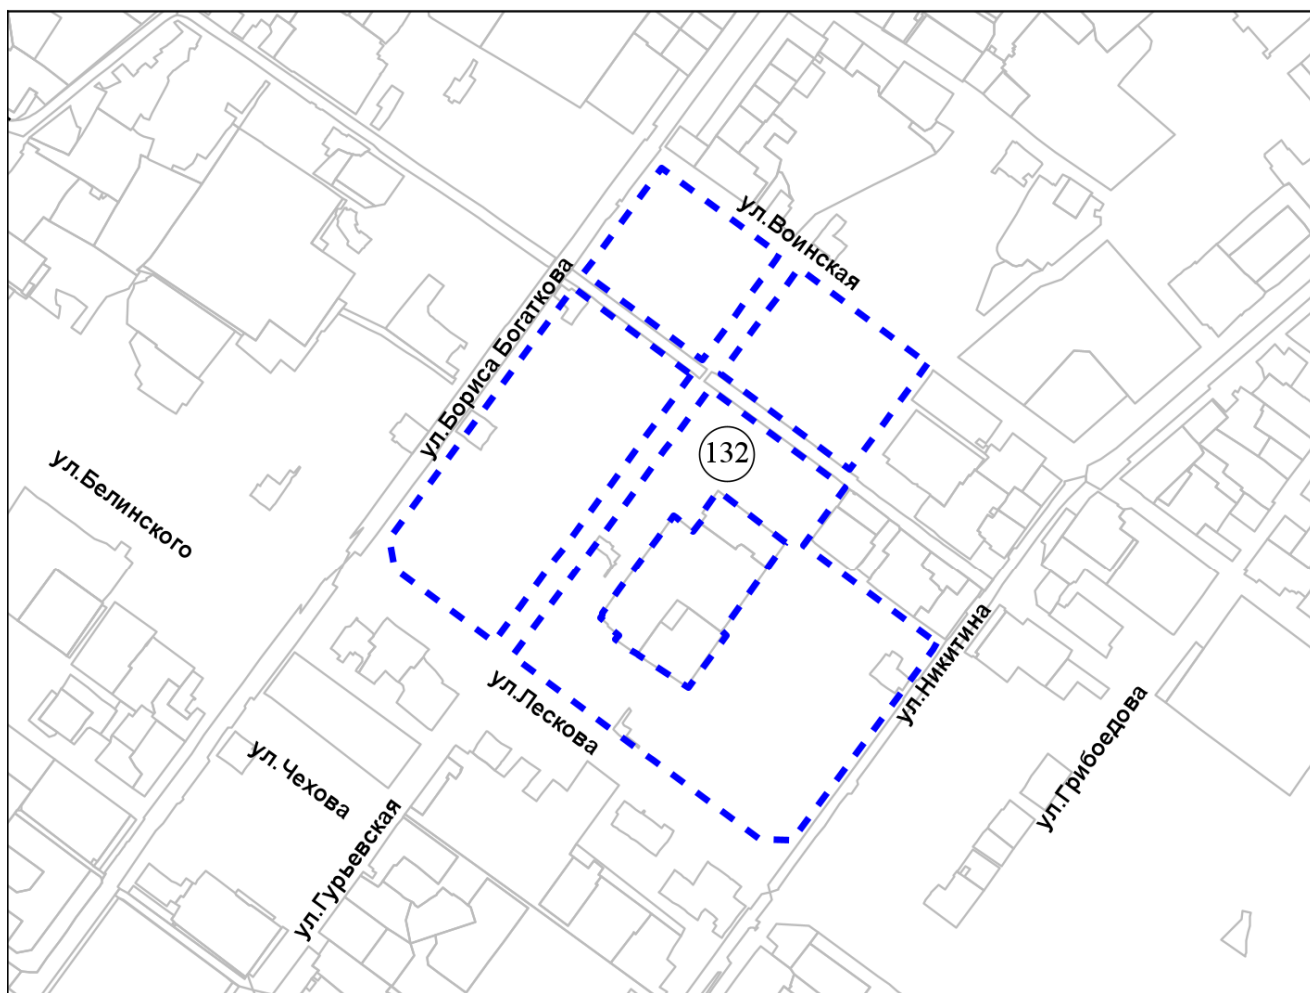 ул.Воинская
ул.Бориса Богаткова
132
ул.Белинского
ул.Никитина
ул.Лескова
ул.Грибоедова
ул.Чехова
ул.Гурьевская